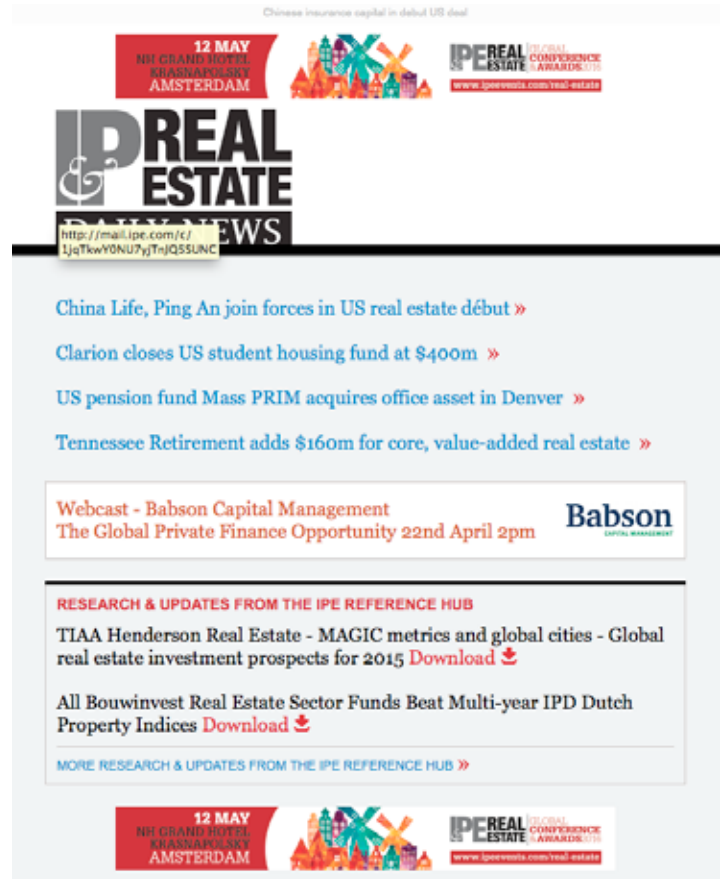 Chinese insurance capital in debut US deal
12 MAY
NH GRAND HOTEL
KRASNAPOLSKY
AMSTERDAM
IPE REAL ESTATE GLOBAL CONFERENCE & AWARDS 2015
www.ipeevents.com/real-estate
IP& REAL ESTATE
DAILY NEWS
http://mail.ipe.com/c/
1jqTkwY0NU7yjTnJQSSUNC
China Life, Ping An join forces in US real estate début »
Clarion closes US student housing fund at $400m »
US pension fund Mass PRIM acquires office asset in Denver »
Tennessee Retirement adds $160m for core, value-added real estate »
Webcast - Babson Capital Management
The Global Private Finance Opportunity 22nd April 2pm
Babson
CAPITAL MANAGEMENT
RESEARCH & UPDATES FROM THE IPE REFERENCE HUB
TIAA Henderson Real Estate - MAGIC metrics and global cities - Global
real estate investment prospects for 2015 Download
All Bouwinvest Real Estate Sector Funds Beat Multi-year IPD Dutch
Property Indices Download
MORE RESEARCH & UPDATES FROM THE IPE REFERENCE HUB »
12 MAY
NH GRAND HOTEL
KRASNAPOLSKY
AMSTERDAM
IPE REAL ESTATE GLOBAL CONFERENCE & AWARDS 2015
www.ipeevents.com/real-estate